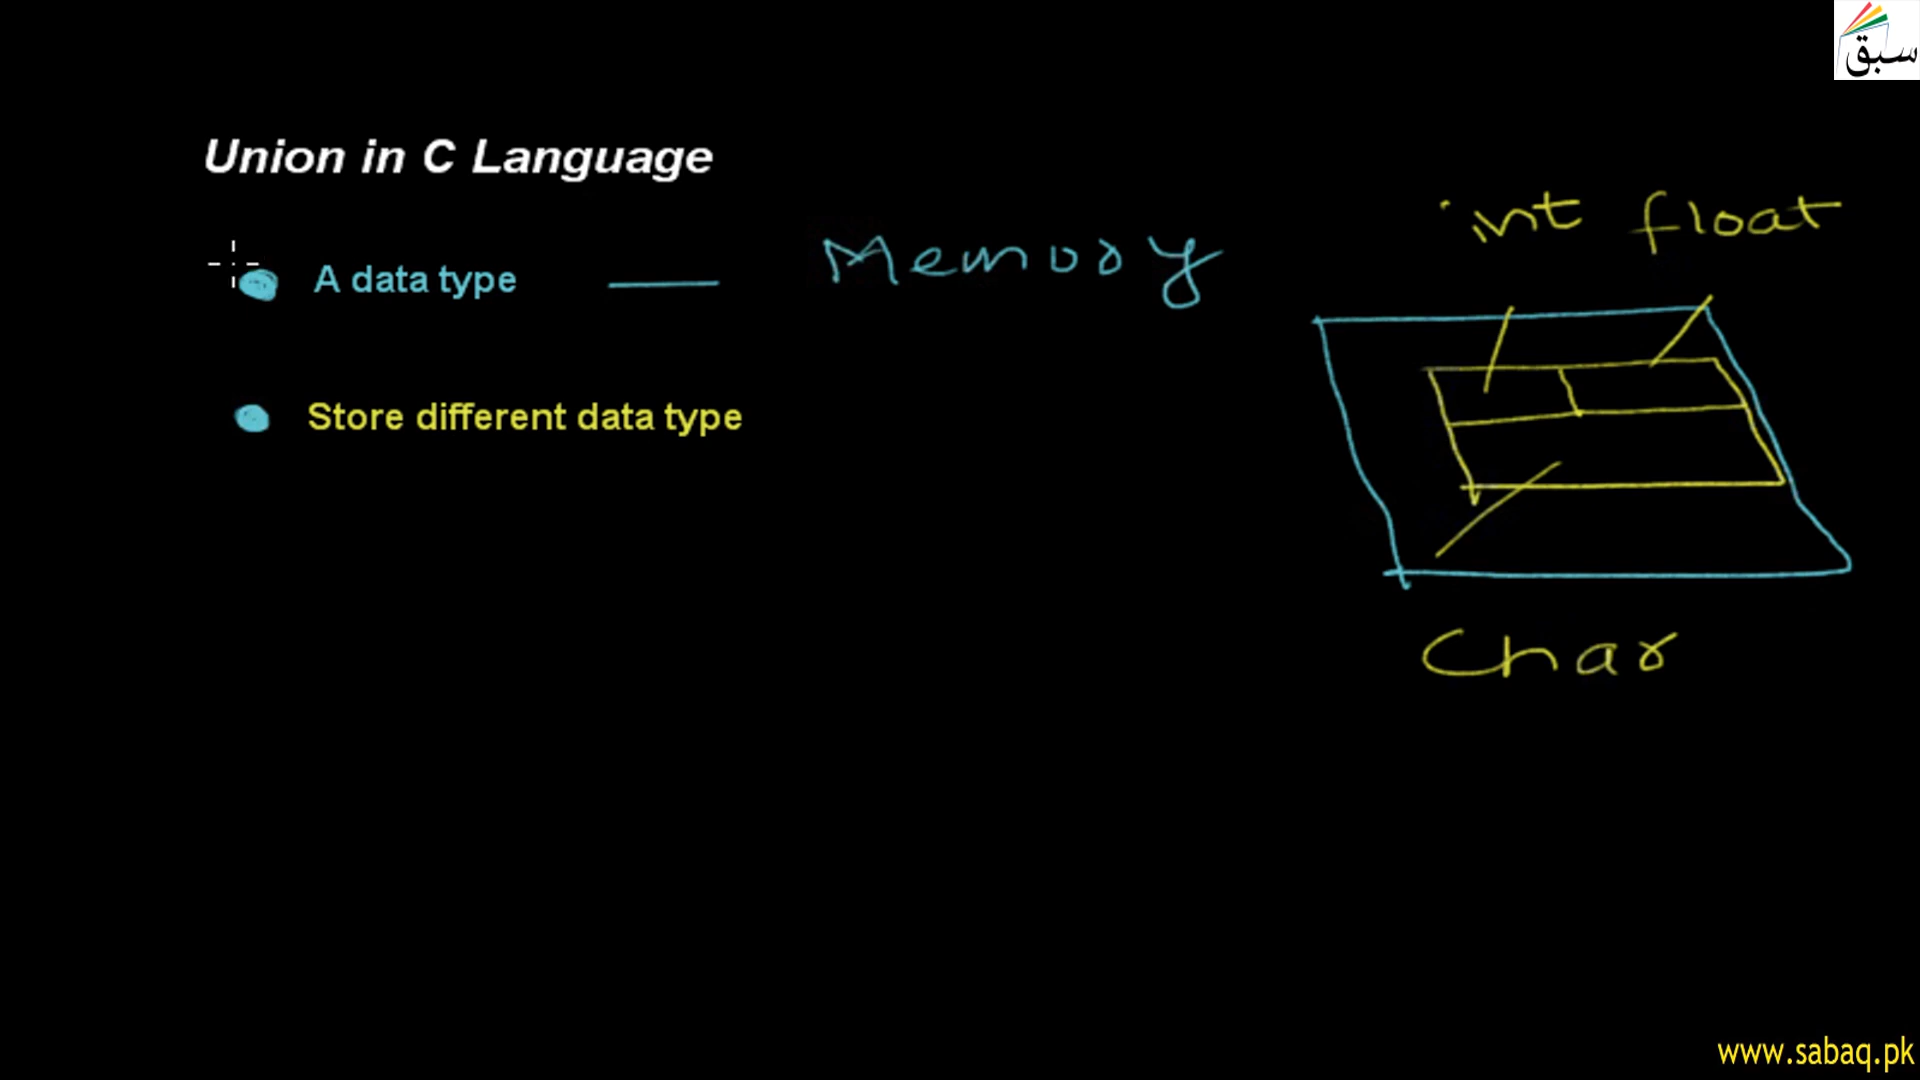 سبق
Union in C Language
int float
A data type
Memory
Store different data type
Char
www.sabaq.pk